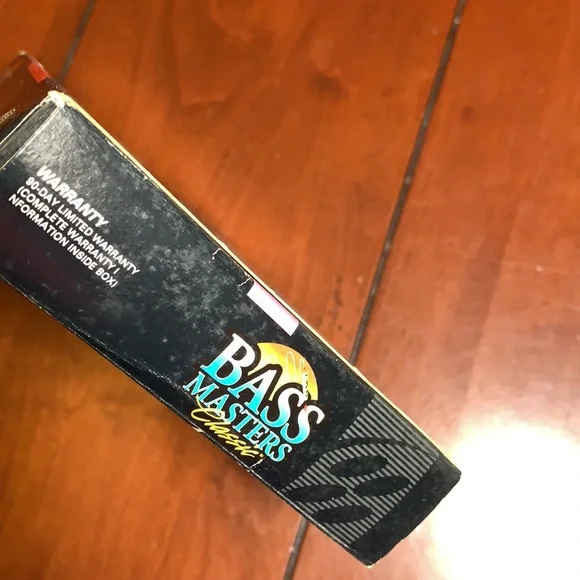 WARRANTY
90-DAY LIMITED WARRANTY
(COMPLETE WARRANTY I
NFORMATION INSIDE BOX)
BASS
MASTERS
Classic